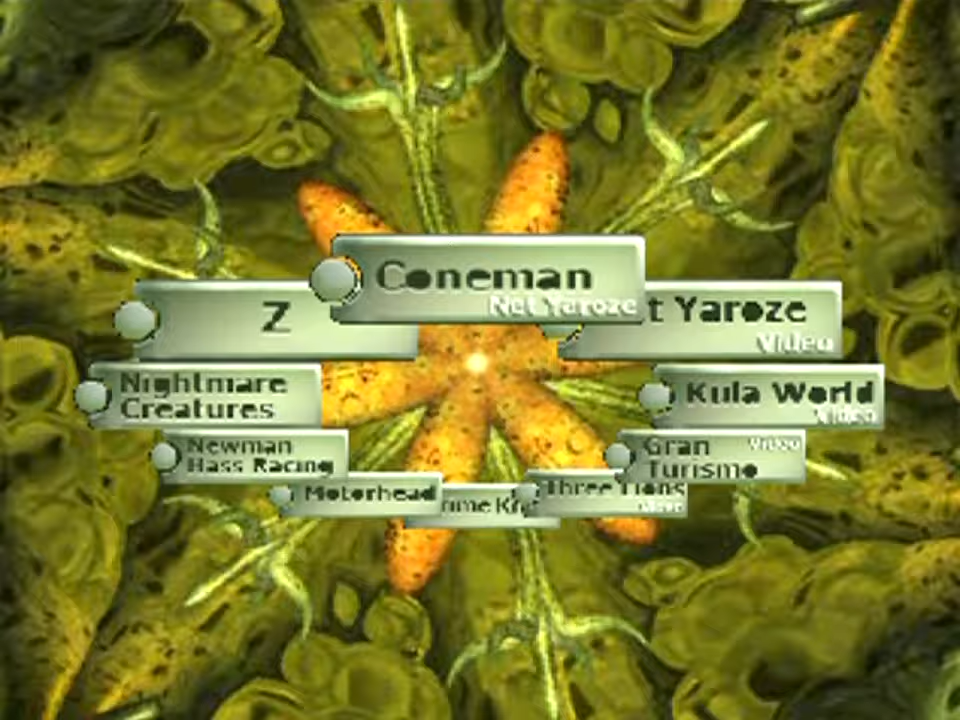 Coneman
Net Yaroze
Z
t Yaroze
Video
Nightmare
Creatures
Kula World
Video
Newman
Haas Racing
Gran
Video
Turismo
Motorhead
Three Lions